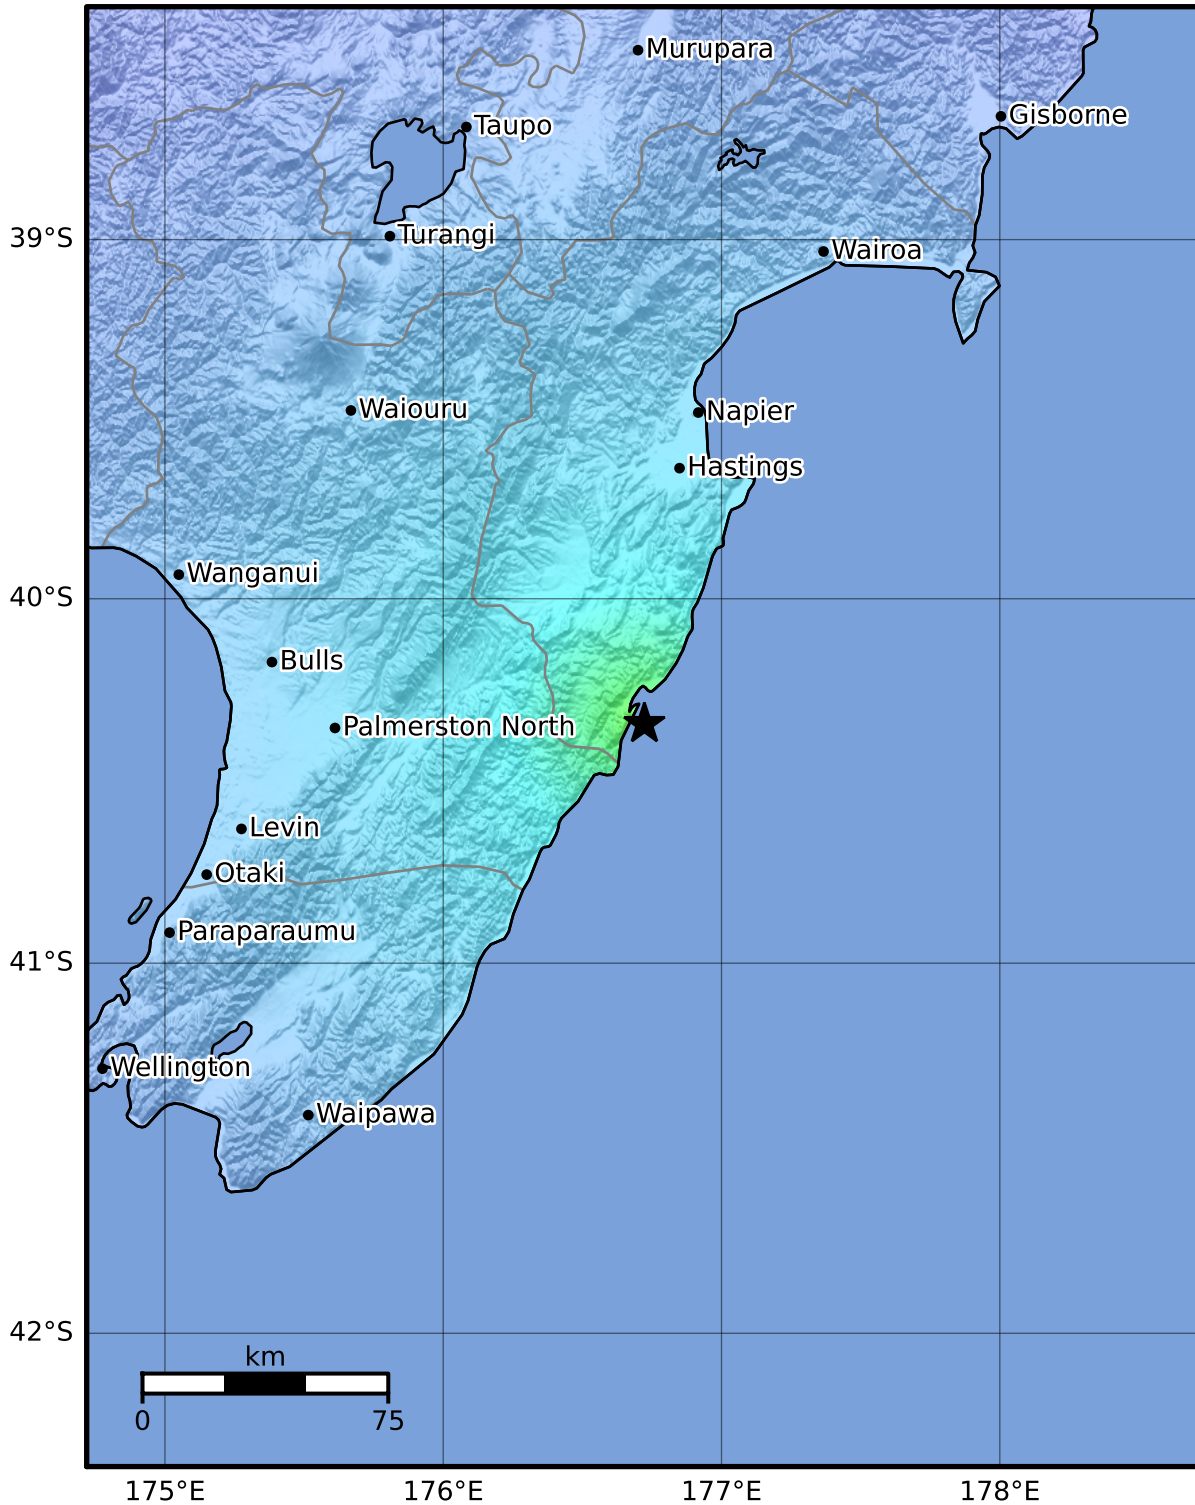 Murupara
Gisborne
Taupo
Turangi
39°S
Wairoa
Waiouru
Napier
Hastings
Wanganui
40°S
Bulls
Palmerston North
Levin
Otaki
Paraparaumu
41°S
Wellington
Waipawa
42°S
km
0 75
175°E 176°E 177°E 178°E